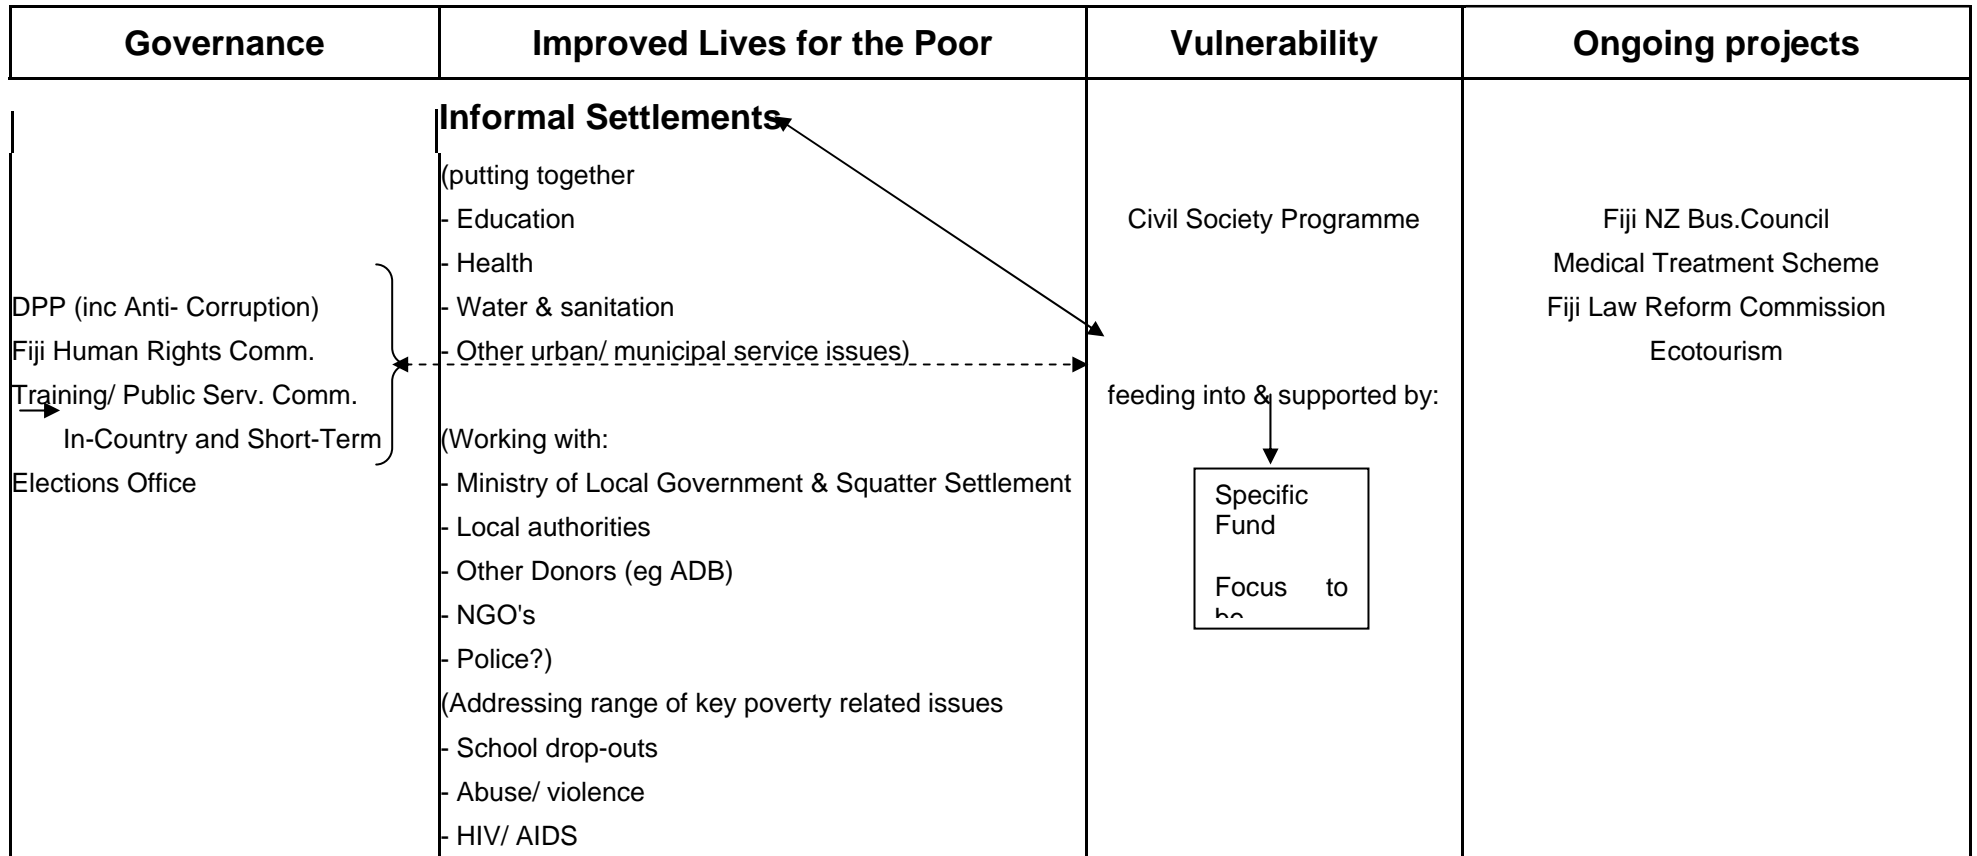 Governance
Improved Lives for the Poor
Vulnerability
Ongoing projects
DPP (inc Anti- Corruption)
Fiji Human Rights Comm.
Training/ Public Serv. Comm.
In-Country and Short-Term
Elections Office
Informal Settlements
(putting together
- Education
- Health
- Water & sanitation
- Other urban/ municipal service issues)
(Working with:
- Ministry of Local Government & Squatter Settlement
- Local authorities
- Other Donors (eg ADB)
- NGO's
- Police?)
(Addressing range of key poverty related issues
- School drop-outs
- Abuse/ violence
- HIV/ AIDS
Civil Society Programme
feeding into & supported by:
Specific
Fund
Focus to
be
Fiji NZ Bus.Council
Medical Treatment Scheme
Fiji Law Reform Commission
Ecotourism